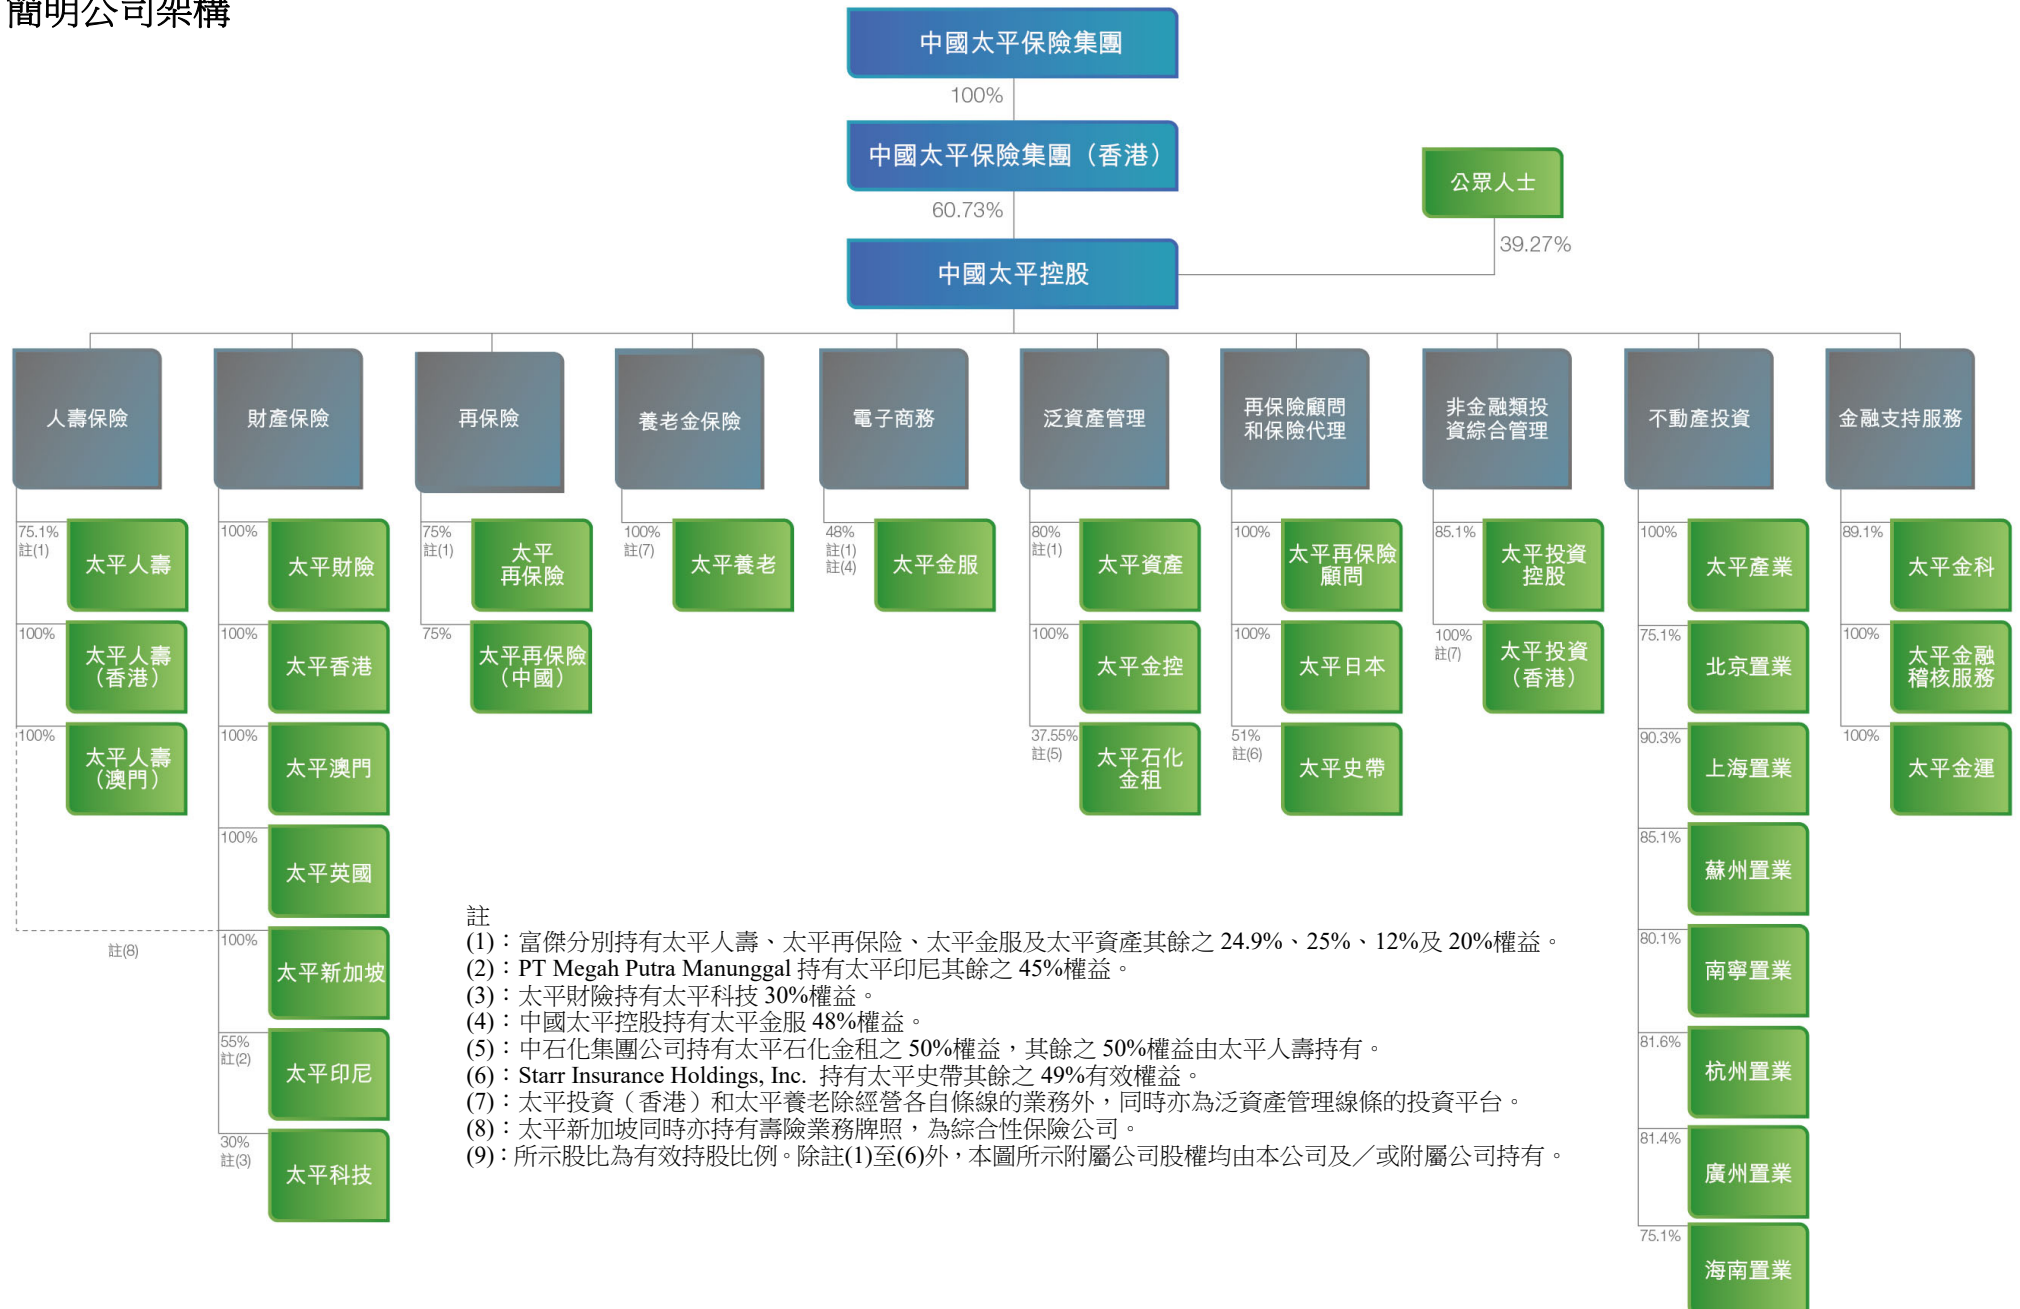 簡明公司架構
中國太平保險集團
100%
中國太平保險集團（香港）
60.73%
公眾人士
39.27%
中國太平控股
人壽保險
財產保險
再保險
養老金保險
電子商務
泛資產管理
再保險顧問
和保險代理
非金融類投
資綜合管理
不動產投資
金融支持服務
75.1%
註(1)
太平人壽
100%
太平人壽
（香港）
100%
太平人壽
（澳門）
註(8)
100%
太平財險
100%
太平香港
100%
太平澳門
100%
太平英國
100%
太平新加坡
55%
註(2)
太平印尼
30%
註(3)
太平科技
75%
註(1)
太平
再保險
75%
太平再保險
（中國）
100%
註(7)
太平養老
48%
註(1)
註(4)
太平金服
80%
註(1)
太平資產
100%
太平金控
37.55%
註(5)
太平石化
金租
100%
太平再保險
顧問
100%
太平日本
51%
註(6)
太平史帶
85.1%
太平投資
控股
100%
註(7)
太平投資
（香港）
100%
太平產業
75.1%
北京置業
90.3%
上海置業
85.1%
蘇州置業
80.1%
南寧置業
81.6%
杭州置業
81.4%
廣州置業
75.1%
海南置業
89.1%
太平金科
100%
太平金融
稽核服務
100%
太平金運
註
(1)：富傑分別持有太平人壽、太平再保险、太平金服及太平資產其餘之 24.9%、25%、12%及 20%權益。
(2)：PT Megah Putra Manunggal 持有太平印尼其餘之 45%權益。
(3)：太平財險持有太平科技 30%權益。
(4)：中國太平控股持有太平金服 48%權益。
(5)：中石化集團公司持有太平石化金租之 50%權益，其餘之 50%權益由太平人壽持有。
(6)：Starr Insurance Holdings, Inc. 持有太平史帶其餘之 49%有效權益。
(7)：太平投資（香港）和太平養老除經營各自條線的業務外，同時亦為泛資產管理線條的投資平台。
(8)：太平新加坡同時亦持有壽險業務牌照，為綜合性保險公司。
(9)：所示股比為有效持股比例。除註(1)至(6)外，本圖所示附屬公司股權均由本公司及／或附屬公司持有。